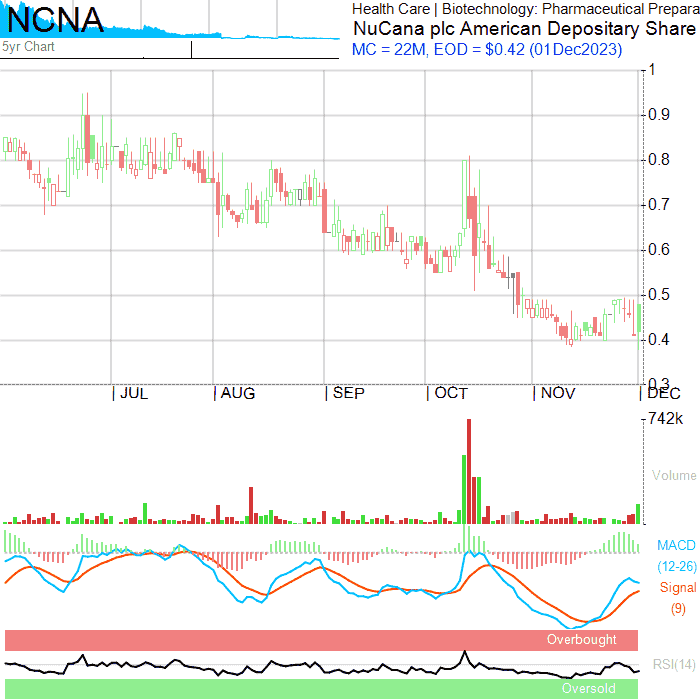 NCNA
5yr Chart
Health Care | Biotechnology: Pharmaceutical Prepara
NuCana plc American Depositary Share
MC = 22M, EOD = $0.42 (01Dec2023)
1
0.9
0.8
0.7
0.6
0.5
0.4
0.3
JUL
AUG
SEP
OCT
NOV
DEC
742k
Volume
MACD
(12-26)
Signal
(9)
Overbought
RSI(14)
Oversold